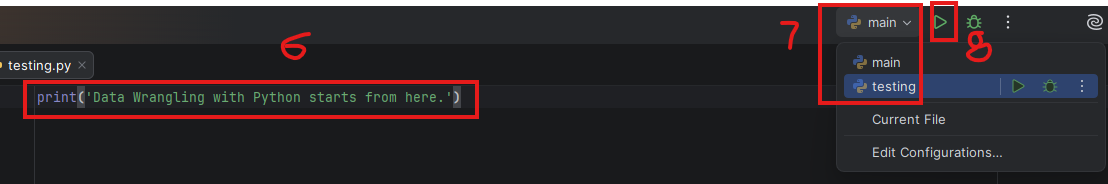 6
7
main
8
testing.py
main
print('Data Wrangling with Python starts from here.')
testing
Current File
Edit Configurations...